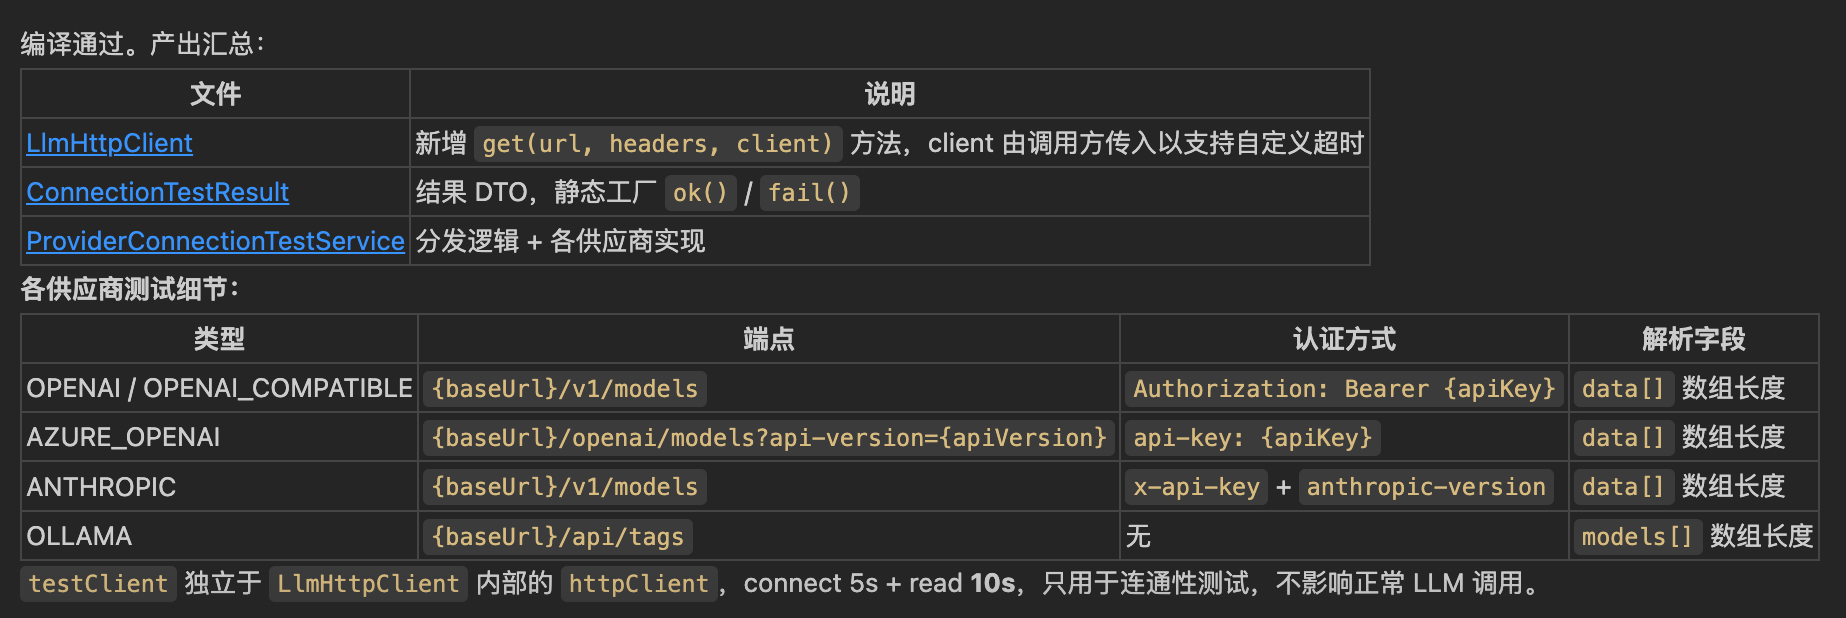 编译通过。产出汇总：
文件 说明
LlmHttpClient 新增 get(url, headers, client) 方法，client 由调用方传入以支持自定义超时
ConnectionTestResult 结果 DTO，静态工厂 ok() / fail()
ProviderConnectionTestService 分发逻辑 + 各供应商实现
各供应商测试细节：
类型 端点 认证方式 解析字段
OPENAI / OPENAI_COMPATIBLE {baseUrl}/v1/models Authorization: Bearer {apiKey} data[] 数组长度
AZURE_OPENAI {baseUrl}/openai/models?api-version={apiVersion} api-key: {apiKey} data[] 数组长度
ANTHROPIC {baseUrl}/v1/models x-api-key + anthropic-version data[] 数组长度
OLLAMA {baseUrl}/api/tags 无 models[] 数组长度
testClient 独立于 LlmHttpClient 内部的 httpClient，connect 5s + read 10s，只用于连通性测试，不影响正常 LLM 调用。